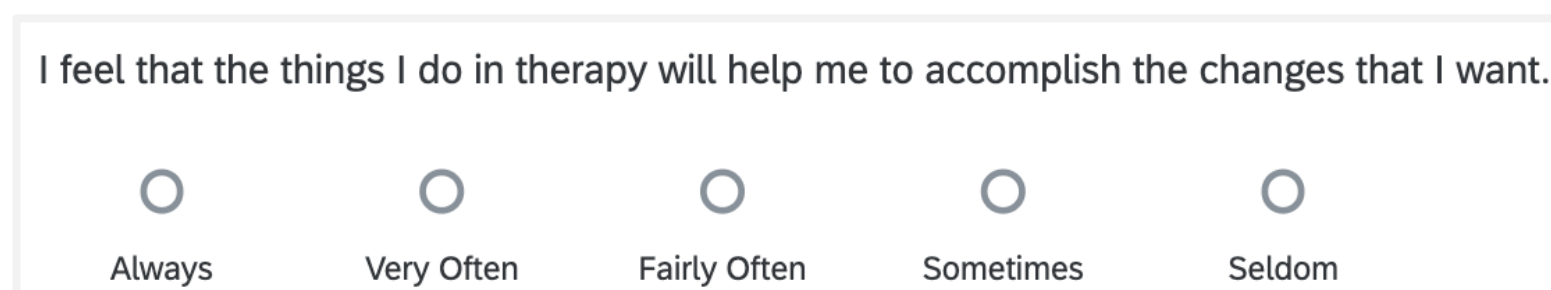 I feel that the things I do in therapy will help me to accomplish the changes that I want.
Always Very Often Fairly Often Sometimes Seldom